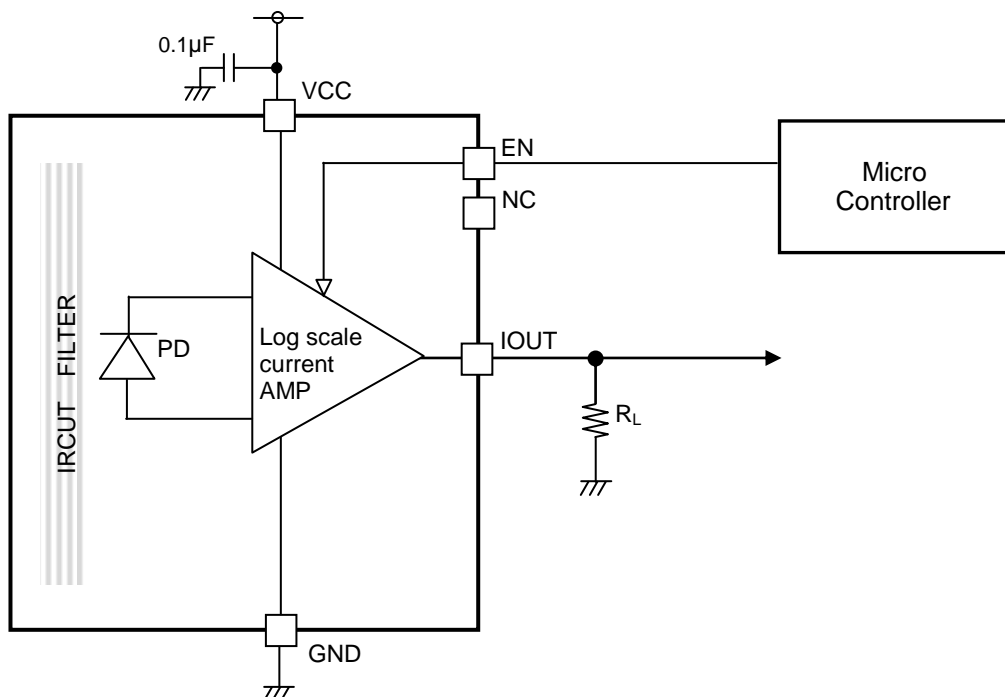 0.1µF
VCC
EN
NC
Micro
Controller
IRCUT FILTER
PD
Log scale
current
AMP
IOUT
RL
GND